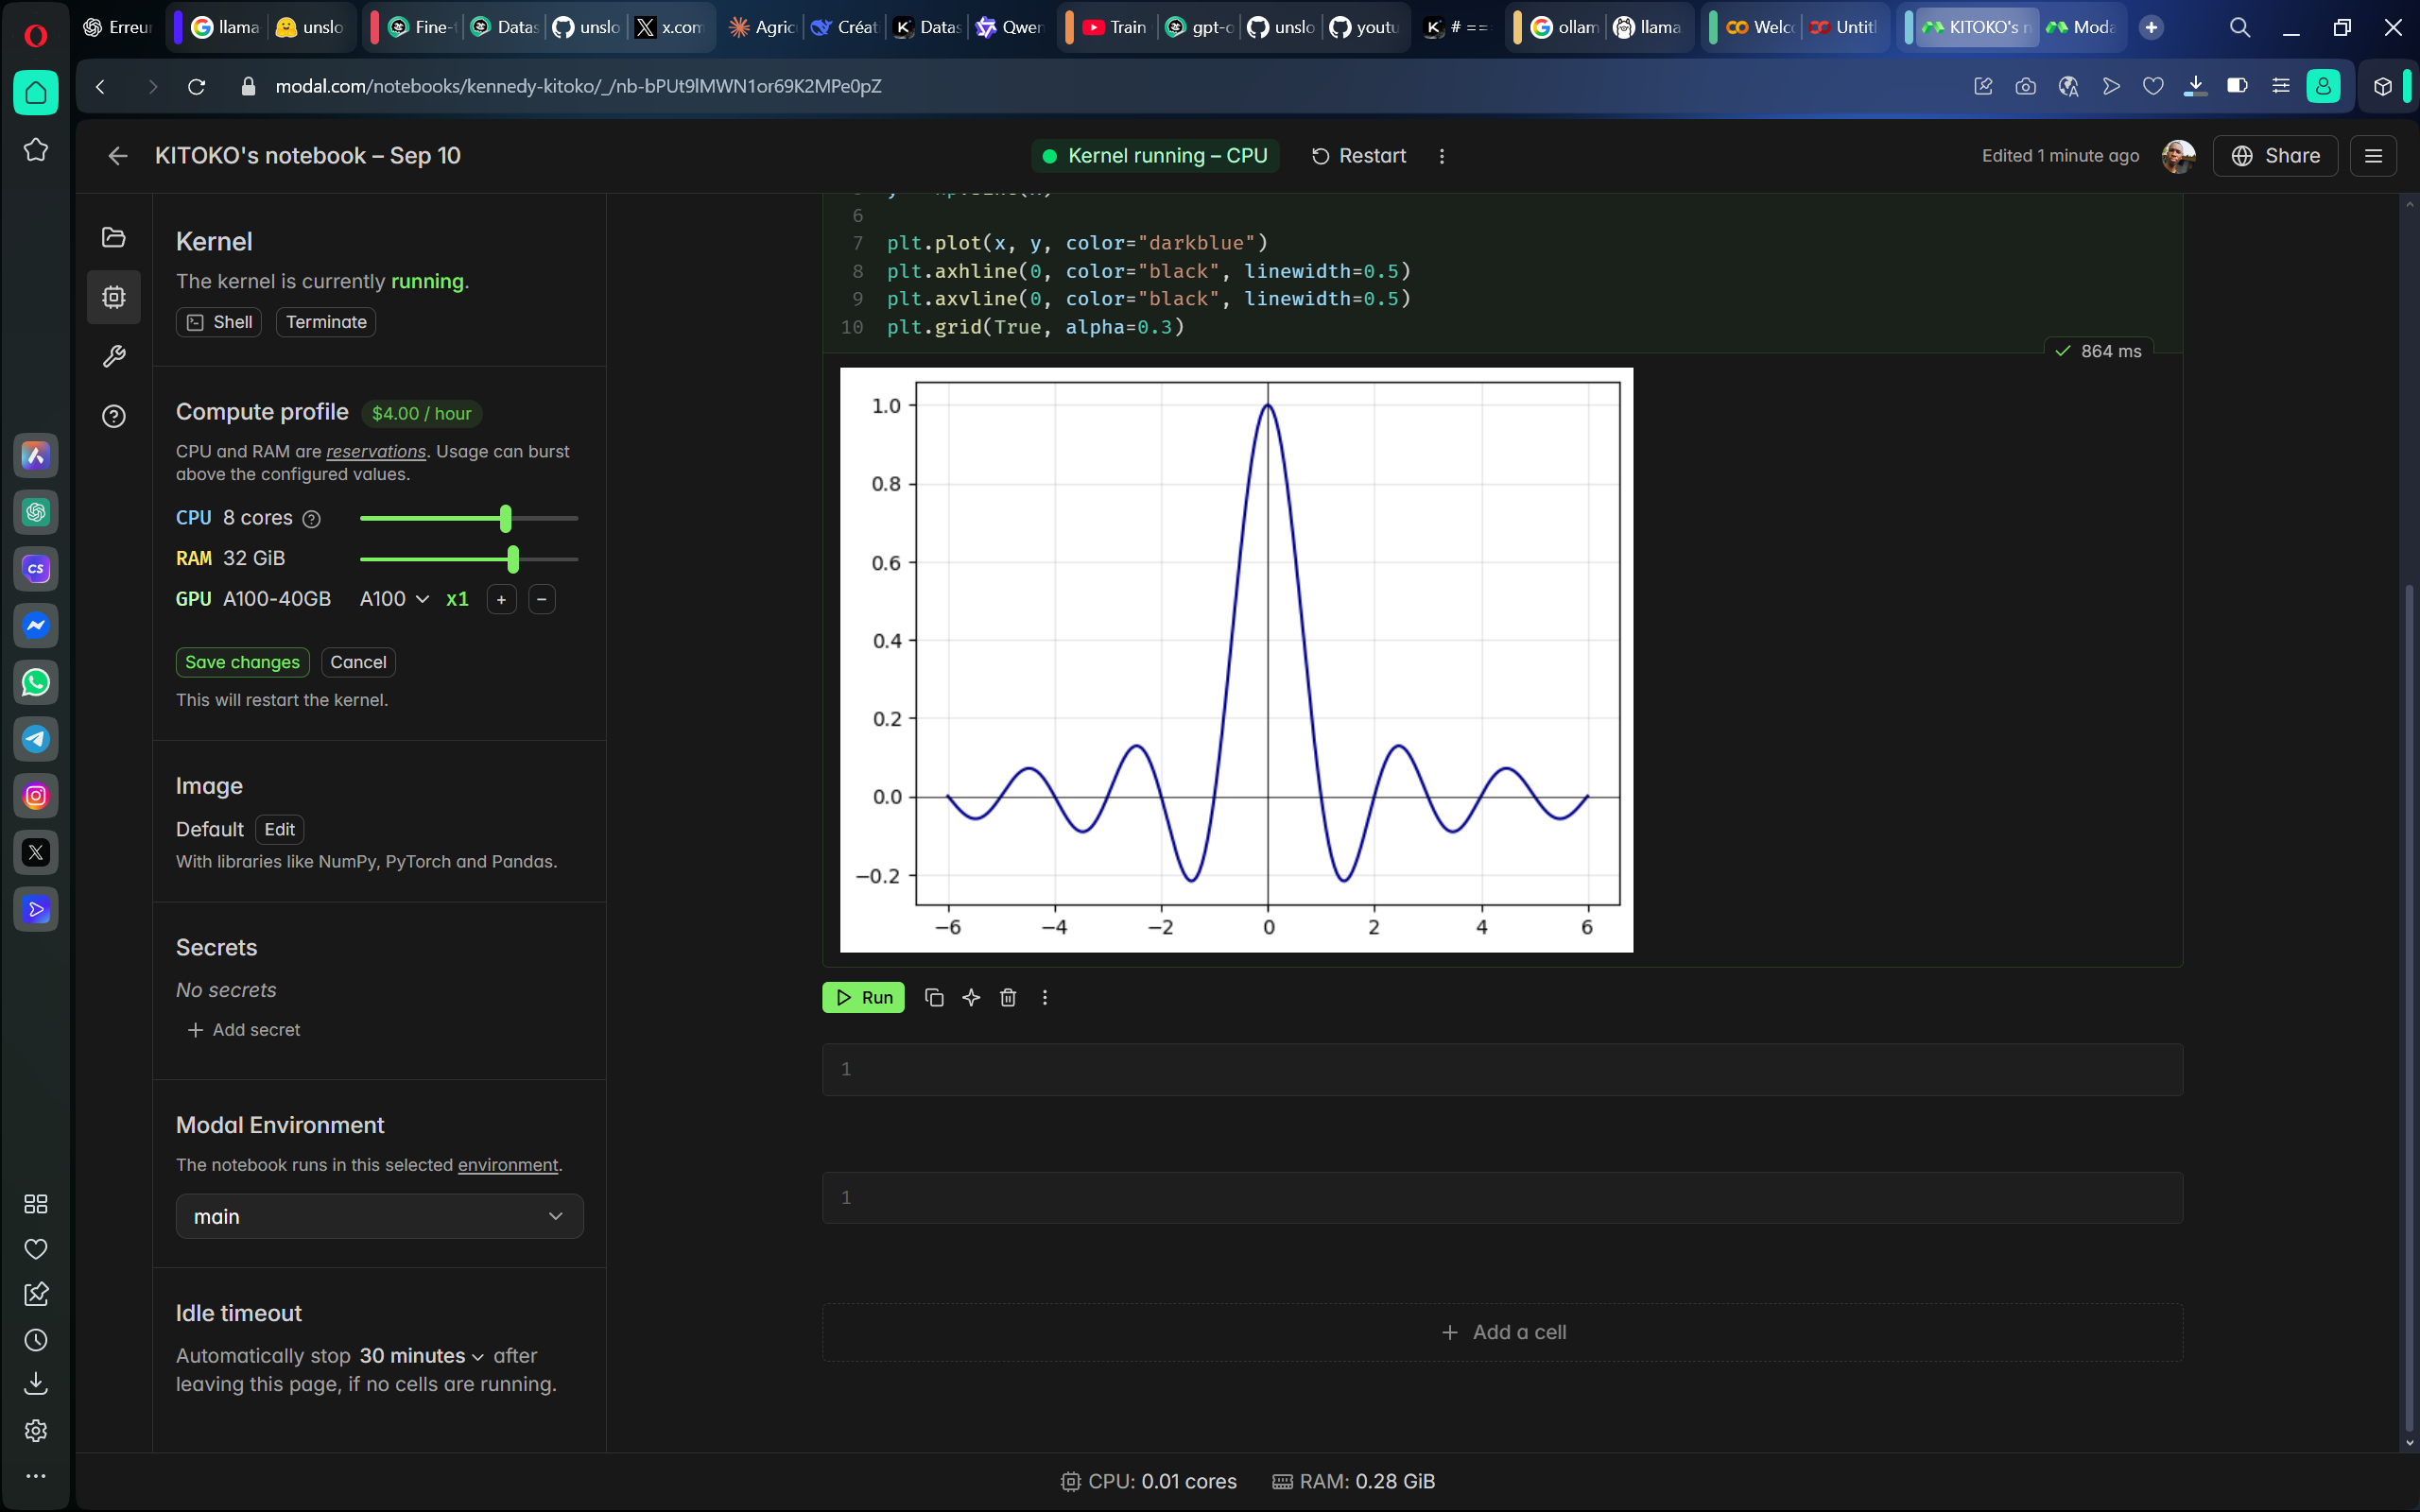 Erreu
llama
unslo
Fine-t
Datas
unslo
x.com
Agric
Créat
Datas
Qwen
Train
gpt-o
unslo
youtu
# ===
ollam
llama
Welc
Untit
KITOKO's n
Moda
modal.com/notebooks/kennedy-kitoko/_/nb-bPUt9lMWN1or69K2MPe0pZ
KITOKO's notebook – Sep 10
Kernel running – CPU
Restart
Edited 1 minute ago
Share
Kernel
The kernel is currently running.
Shell
Terminate
Compute profile $4.00 / hour
CPU and RAM are reservations. Usage can burst
above the configured values.
CPU 8 cores
RAM 32 GiB
GPU A100-40GB A100 x1 + −
Save changes
Cancel
This will restart the kernel.
Image
Default Edit
With libraries like NumPy, PyTorch and Pandas.
Secrets
No secrets
+ Add secret
Modal Environment
The notebook runs in this selected environment.
main
Idle timeout
Automatically stop 30 minutes after
leaving this page, if no cells are running.
6
7 plt.plot(x, y, color="darkblue")
8 plt.axhline(0, color="black", linewidth=0.5)
9 plt.axvline(0, color="black", linewidth=0.5)
10 plt.grid(True, alpha=0.3)
864 ms
1.0
0.8
0.6
0.4
0.2
0.0
−0.2
−6 −4 −2 0 2 4 6
Run
1
1
+ Add a cell
CPU: 0.01 cores RAM: 0.28 GiB